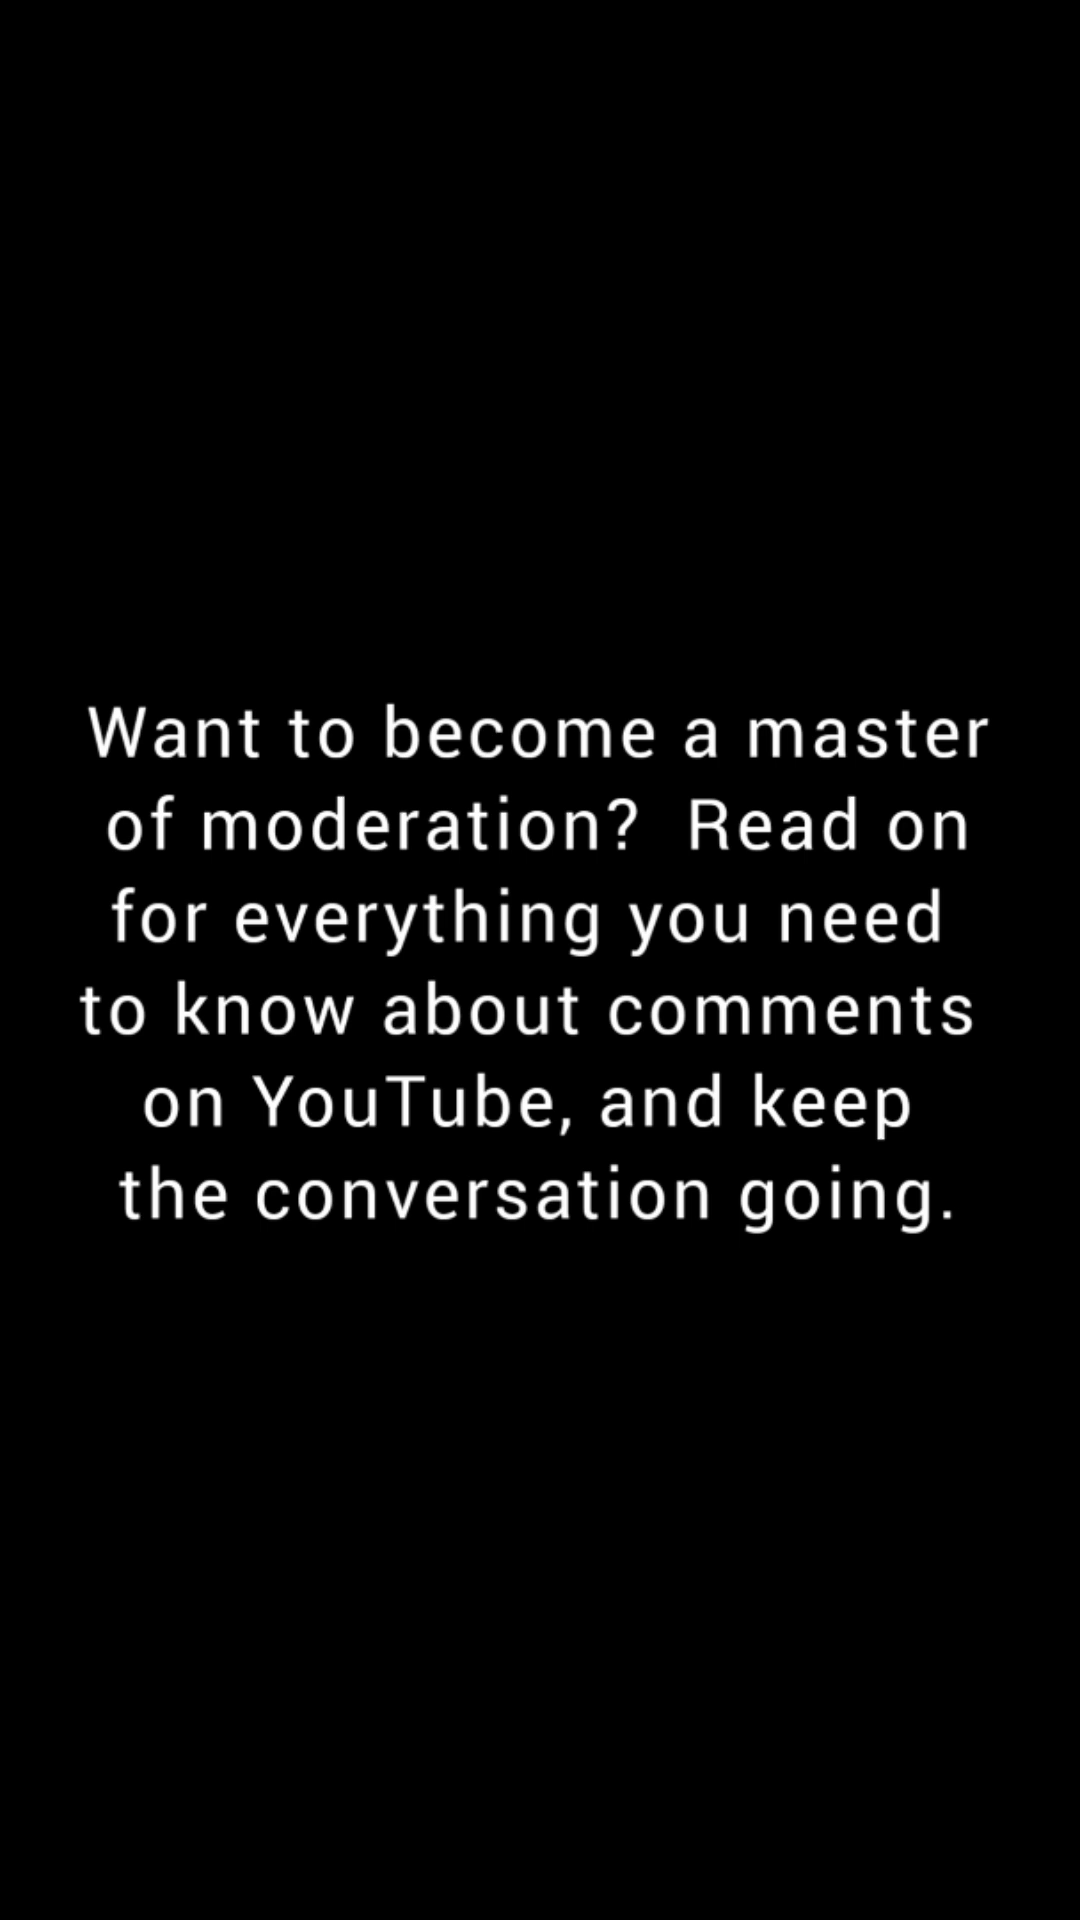 Want to become a master
of moderation?  Read on
for everything you need
to know about comments
on YouTube, and keep
the conversation going.